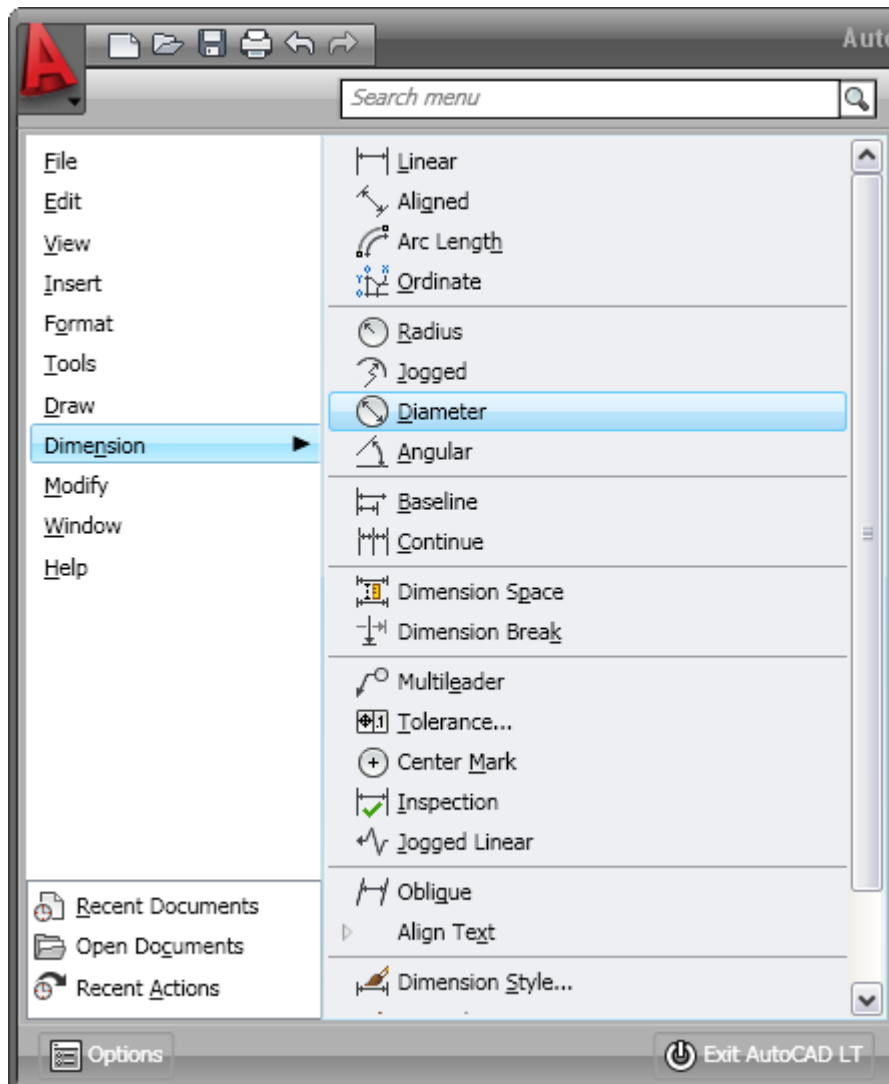 Auto
Search menu
File
Edit
View
Insert
Format
Tools
Draw
Dimension
Modify
Window
Help
Recent Documents
Open Documents
Recent Actions
Linear
Aligned
Arc Length
Ordinate
Radius
Jogged
Diameter
Angular
Baseline
Continue
Dimension Space
Dimension Break
Multileader
Tolerance...
Center Mark
Inspection
Jogged Linear
Oblique
Align Text
Dimension Style...
Options
Exit AutoCAD LT